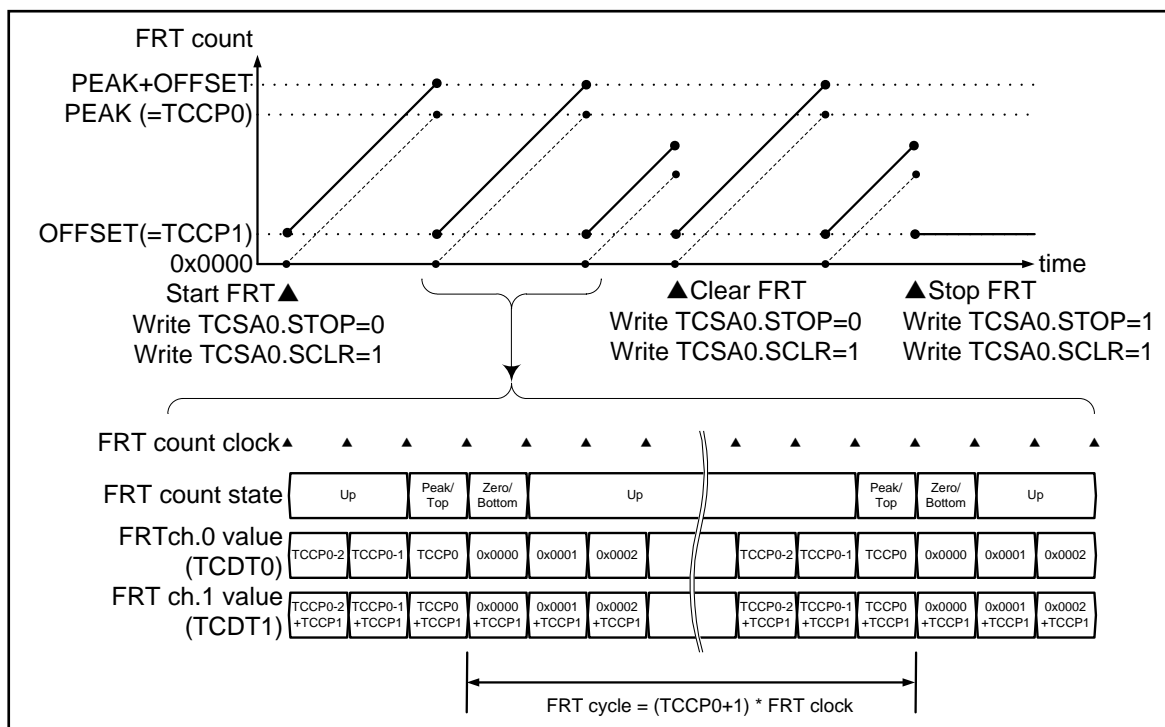 FRT count
PEAK+OFFSET
PEAK (=TCCP0)
OFFSET(=TCCP1)
0x0000
time
Start FRT▲
Write TCSA0.STOP=0
Write TCSA0.SCLR=1
▲Clear FRT
Write TCSA0.STOP=0
Write TCSA0.SCLR=1
▲Stop FRT
Write TCSA0.STOP=1
Write TCSA0.SCLR=1
FRT count clock
FRT count state
Up
Peak/
Top
Zero/
Bottom
Up
Peak/
Top
Zero/
Bottom
Up
FRTch.0 value
(TCDT0)
TCCP0-2 TCCP0-1 TCCP0 0x0000 0x0001 0x0002 TCCP0-2 TCCP0-1 TCCP0 0x0000 0x0001 0x0002
FRT ch.1 value
(TCDT1)
TCCP0-2 TCCP0-1 TCCP0 0x0000 0x0001 0x0002 TCCP0-2 TCCP0-1 TCCP0 0x0000 0x0001 0x0002
+TCCP1 +TCCP1 +TCCP1 +TCCP1 +TCCP1 +TCCP1 +TCCP1 +TCCP1 +TCCP1 +TCCP1 +TCCP1 +TCCP1
FRT cycle = (TCCP0+1) * FRT clock